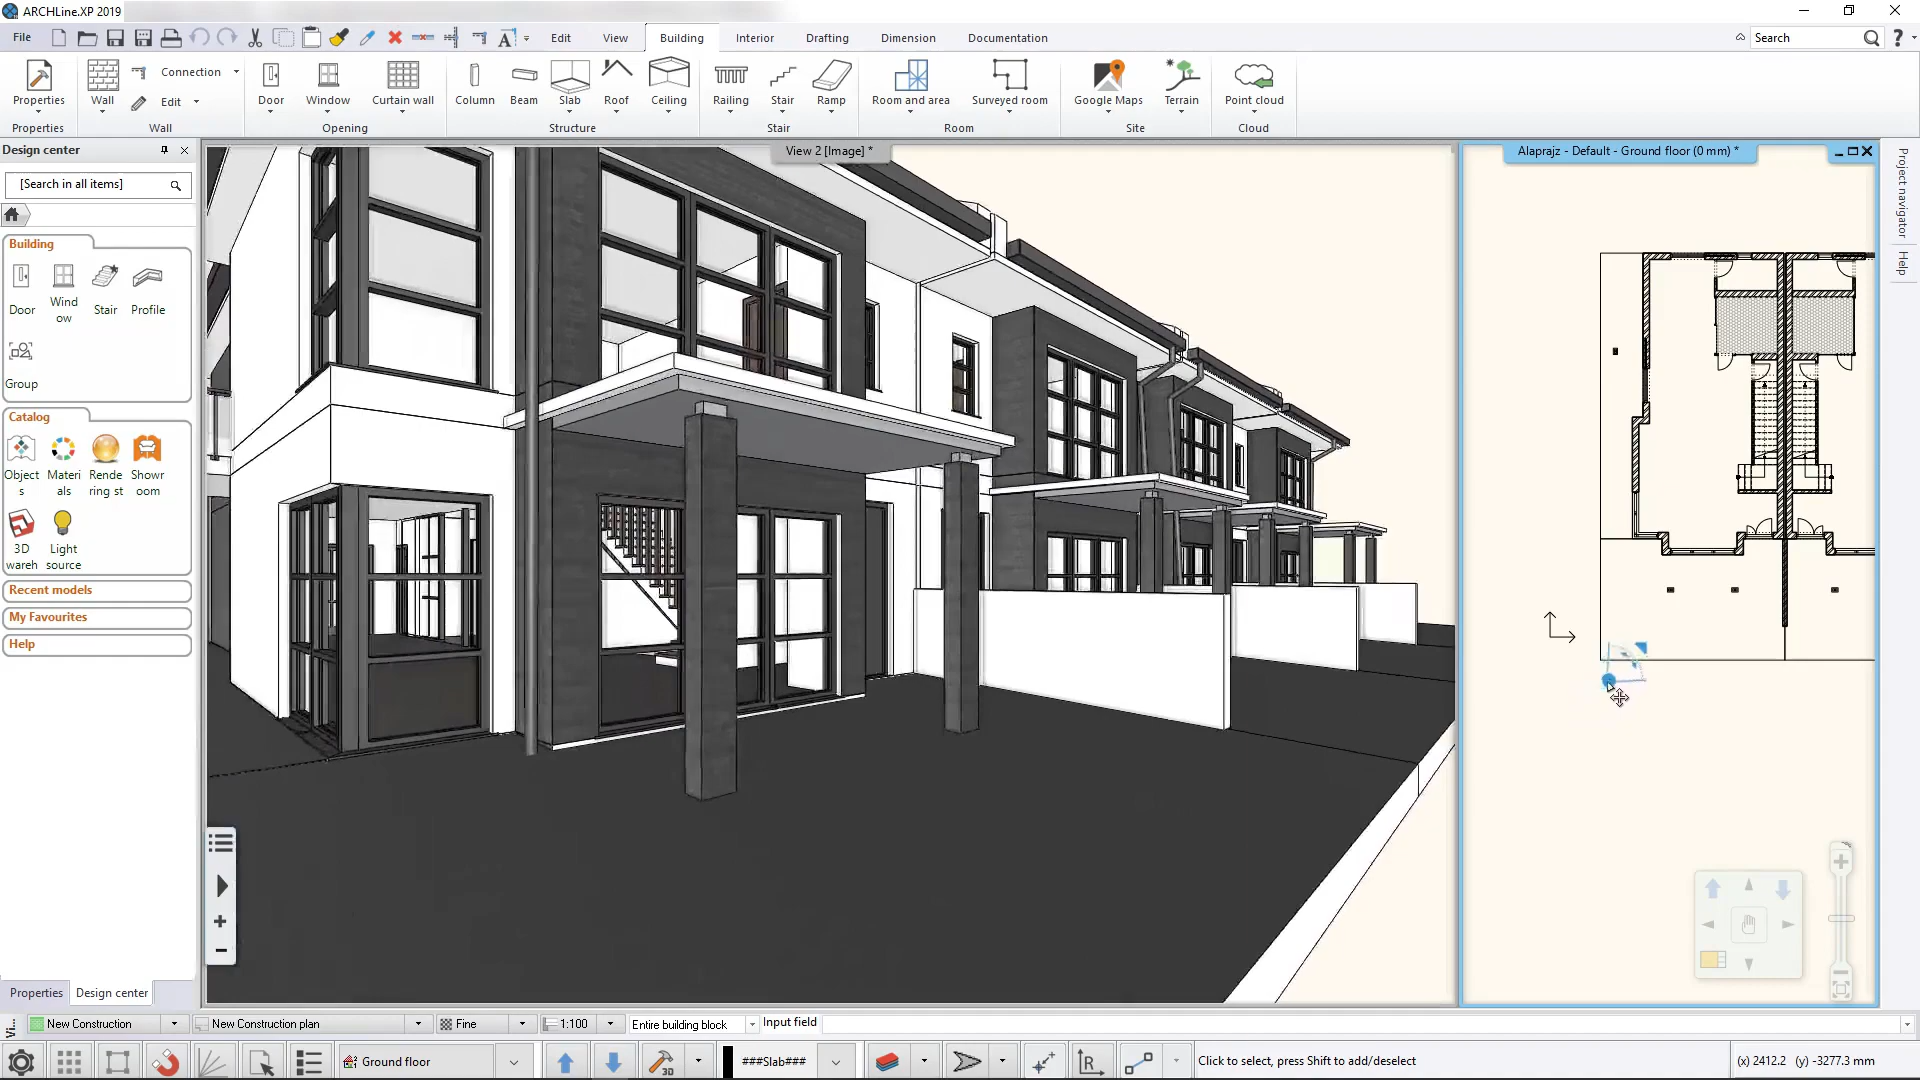 ARCHLine.XP 2019
File
Edit
View
Building
Interior
Drafting
Dimension
Documentation
Search
Properties
Wall
Connection
Edit
Door
Window
Curtain wall
Column
Beam
Slab
Roof
Ceiling
Railing
Stair
Ramp
Room and area
Surveyed room
Google Maps
Terrain
Point cloud
Properties
Wall
Opening
Structure
Stair
Room
Site
Cloud
Design center
View 2 [Image] *
Alaprajz - Default - Ground floor (0 mm) *
Project navigator
Help
[Search in all items]
Building
Door
Wind
ow
Stair
Profile
Group
Catalog
Object
s
Materi
als
Rende
ring st
Showr
oom
3D
wareh
Light
source
Recent models
My Favourites
Help
Properties
Design center
Vi...
New Construction
New Construction plan
Fine
1:100
Entire building block
Input field
Ground floor
3D
###Slab###
R
Click to select, press Shift to add/deselect
(x) 2412.2 (y) -3277.3 mm